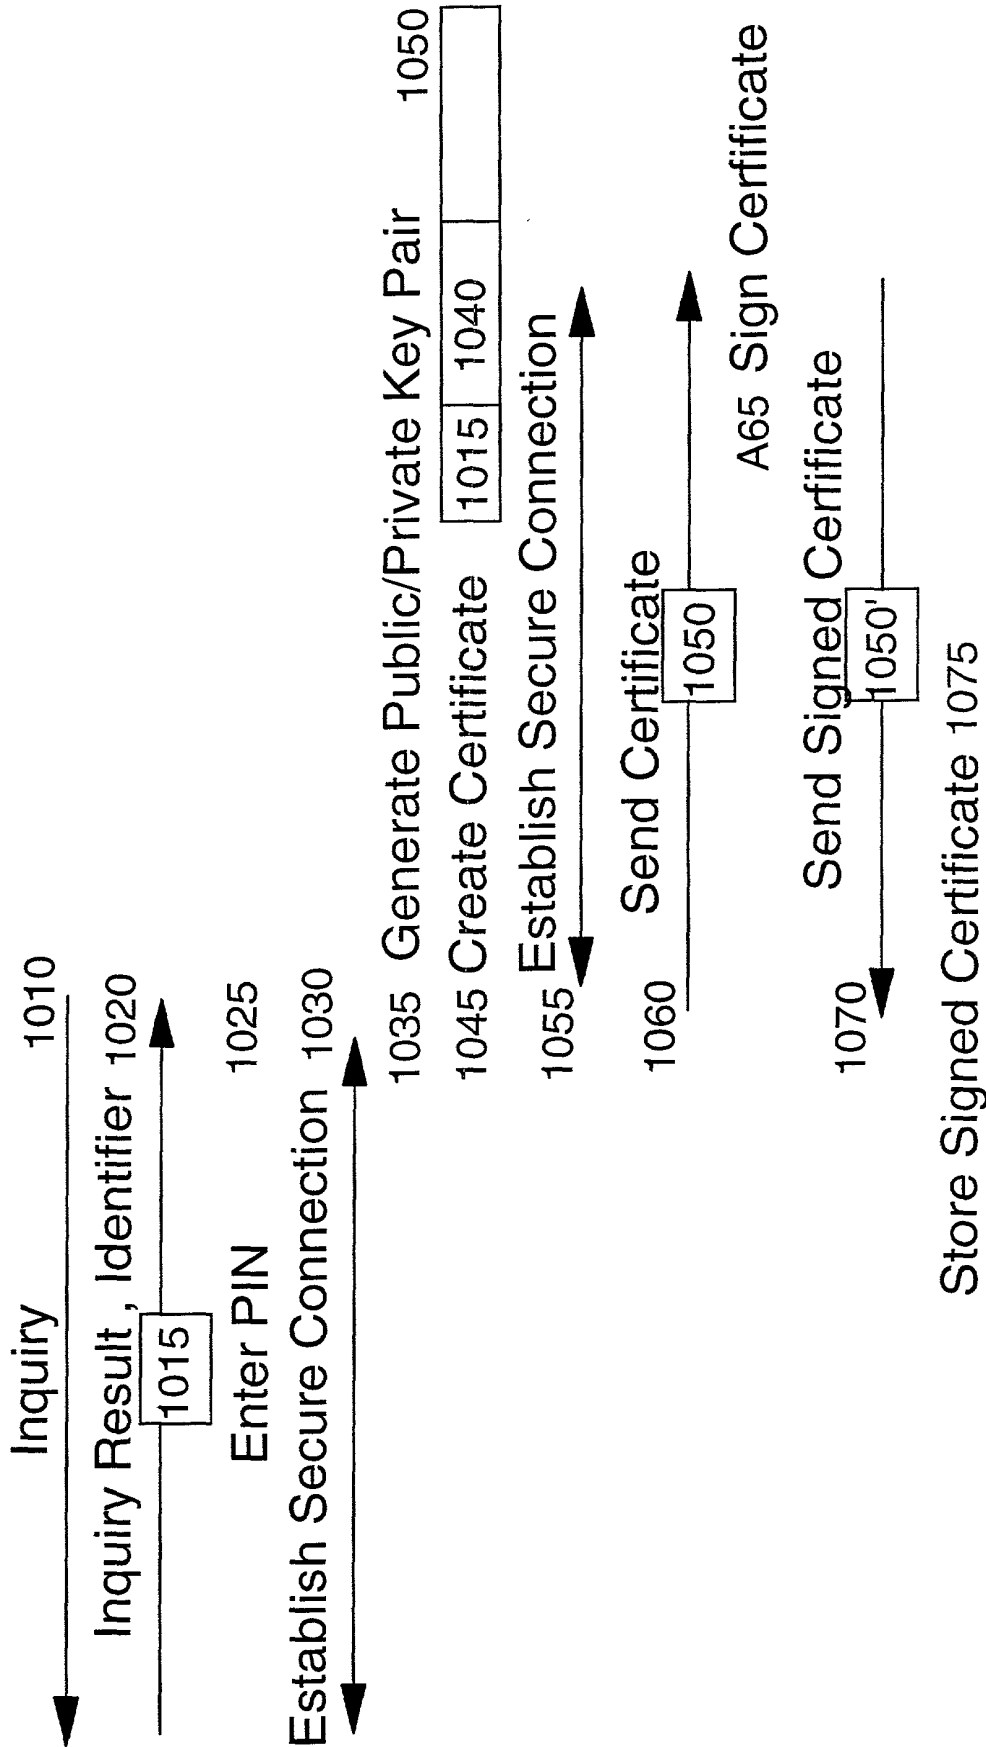 Inquiry 1010
Inquiry Result , Identifier 1020
1015
Enter PIN 1025
Establish Secure Connection 1030
1035 Generate Public/Private Key Pair 1050
1045 Create Certificate 1015 1040
1055 Establish Secure Connection
1060 Send Certificate
1050
A65 Sign Cerfificate
1070 Send Signed Cerfificate
1050'
Store Signed Certificate 1075